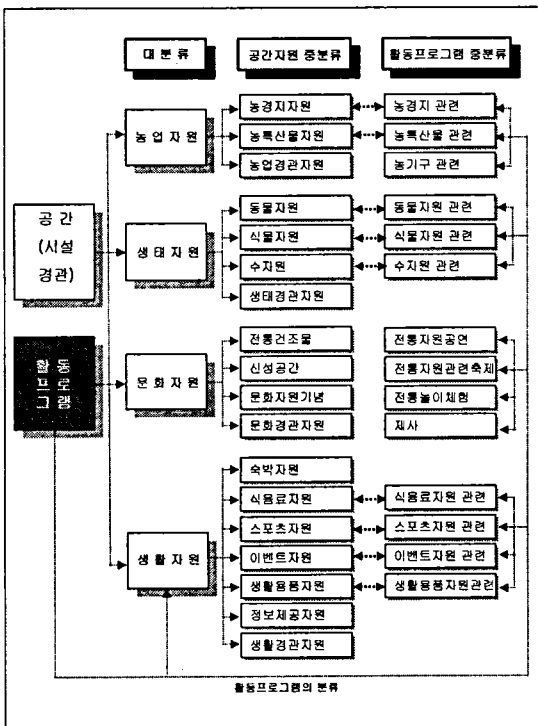 대 분 류
공간자원 중분류
활동프로그램 중분류
공 간
(시설
경관)
활 동
프 로
그 램
농 업 자 원
농경지자원
농경지 관련
농특산물자원
농특산물 관련
농업경관자원
농기구 관련
생 태 자 원
동물자원
동물자원 관련
식물자원
식물자원 관련
수자원
수자원 관련
생태경관자원
문 화 자 원
전통건조물
전통자원공연
신성공간
전통자원관련축제
문화자원기념
전통놀이체험
문화경관자원
제사
생 활 자 원
숙박자원
식음료자원
식음료자원 관련
스포츠자원
스포츠자원 관련
이벤트자원
이벤트자원 관련
생활용품자원
생활용품자원관련
정보제공자원
생활경관자원
활동프로그램의 분류